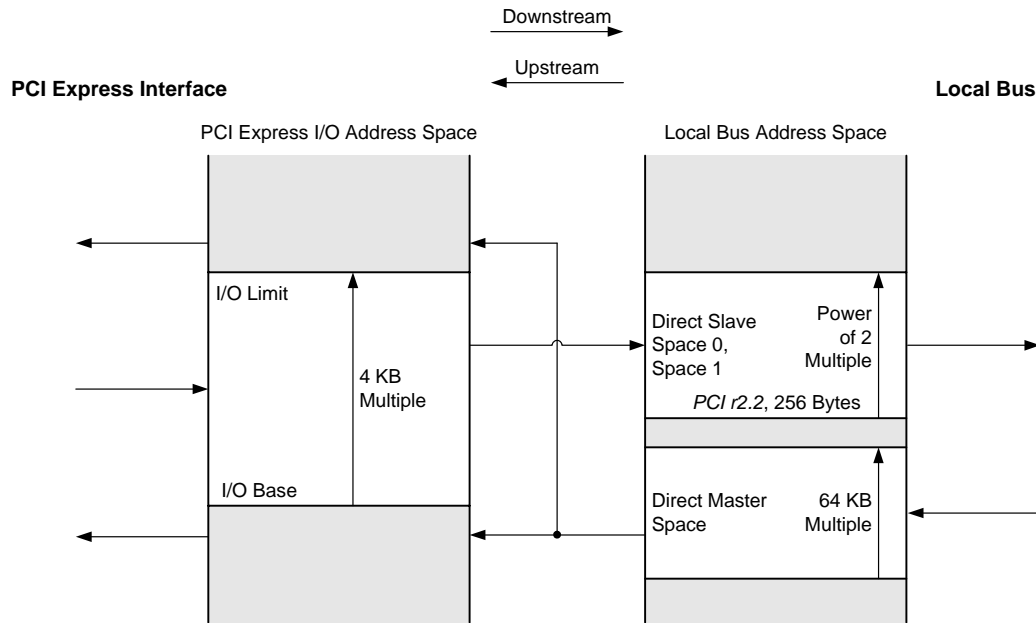 Downstream
Upstream
PCI Express Interface
Local Bus
PCI Express I/O Address Space
Local Bus Address Space
I/O Limit
4 KB
Multiple
I/O Base
Direct Slave
Space 0,
Space 1
Power
of 2
Multiple
PCI r2.2, 256 Bytes
Direct Master
Space
64 KB
Multiple